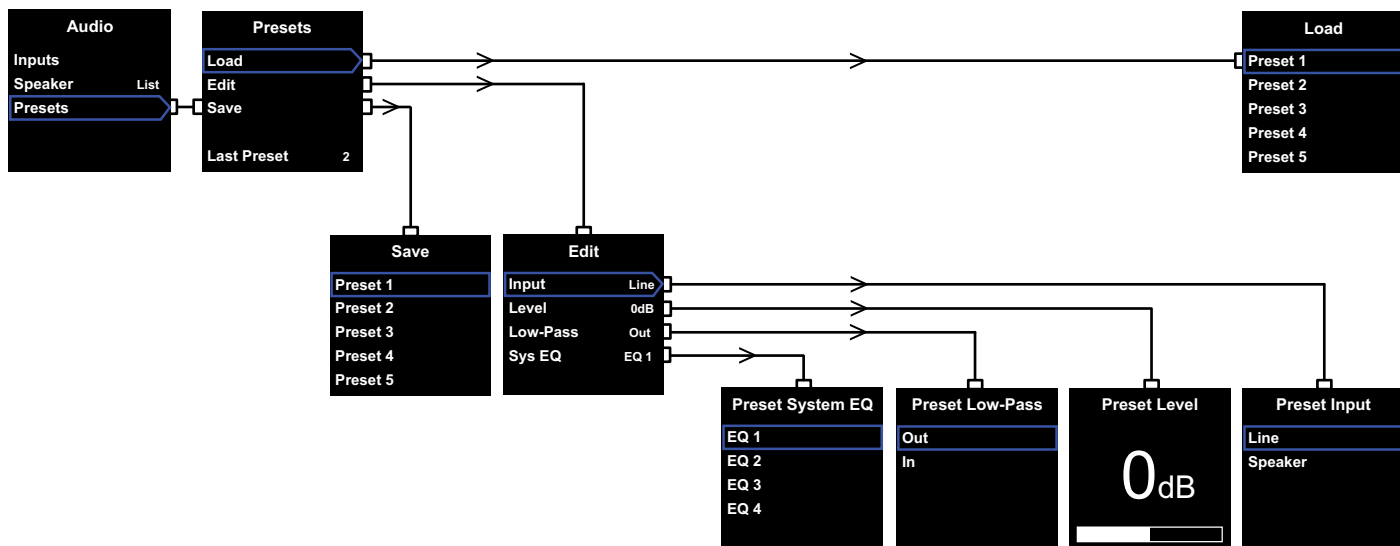 Audio
Inputs
Speaker List
Presets
Presets
Load
Edit
Save
Last Preset 2
Load
Preset 1
Preset 2
Preset 3
Preset 4
Preset 5
Save
Preset 1
Preset 2
Preset 3
Preset 4
Preset 5
Edit
Input Line
Level 0dB
Low-Pass Out
Sys EQ EQ 1
Preset System EQ
EQ 1
EQ 2
EQ 3
EQ 4
Preset Low-Pass
Out
In
Preset Level
0dB
Preset Input
Line
Speaker